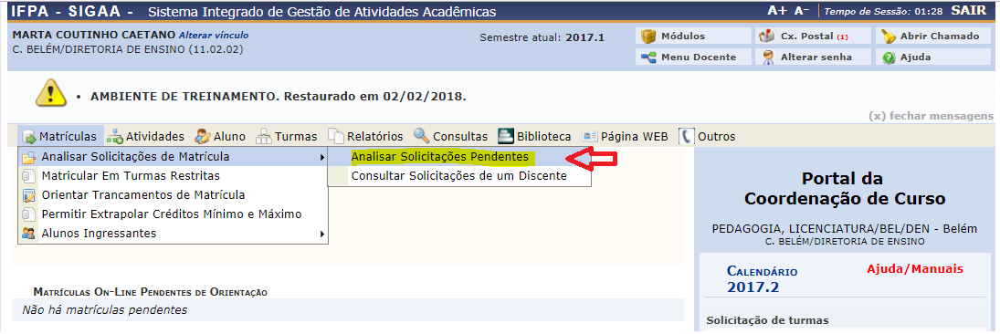 IFPA - SIGAA - Sistema Integrado de Gestão de Atividades Acadêmicas
A+ A- Tempo de Sessão: 01:28 SAIR
MARTA COUTINHO CAETANO Alterar vínculo
C. BELÉM/DIRETORIA DE ENSINO (11.02.02)
Semestre atual: 2017.1
Módulos Cx. Postal (1) Abrir Chamado
Menu Docente Alterar senha Ajuda
• AMBIENTE DE TREINAMENTO. Restaurado em 02/02/2018.
(x) fechar mensagens
Matrículas Atividades Aluno Turmas Relatórios Consultas Biblioteca Página WEB Outros
Analisar Solicitações de Matrícula
Matricular Em Turmas Restritas
Orientar Trancamentos de Matrícula
Permitir Extrapolar Créditos Mínimo e Máximo
Alunos Ingressantes
Analisar Solicitações Pendentes
Consultar Solicitações de um Discente
Matrículas On-Line Pendentes de Orientação
Não há matrículas pendentes
Portal da
Coordenação de Curso
PEDAGOGIA, LICENCIATURA/BEL/DEN - Belém
C. BELÉM/DIRETORIA DE ENSINO
Calendário
2017.2
Ajuda/Manuais
Solicitação de turmas